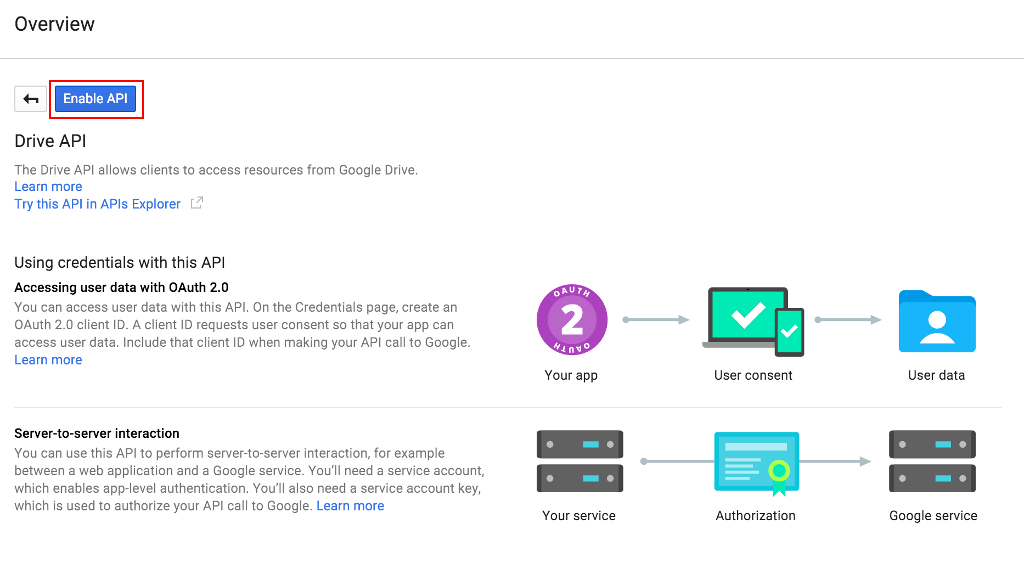 Overview
Enable API
Drive API
The Drive API allows clients to access resources from Google Drive.
Learn more
Try this API in APIs Explorer
Using credentials with this API
Accessing user data with OAuth 2.0
You can access user data with this API. On the Credentials page, create an
OAuth 2.0 client ID. A client ID requests user consent so that your app can
access user data. Include that client ID when making your API call to Google.
Learn more
OAUTH
2
OAUTH
Your app
User consent
User data
Server-to-server interaction
You can use this API to perform server-to-server interaction, for example
between a web application and a Google service. You'll need a service account,
which enables app-level authentication. You'll also need a service account key,
which is used to authorize your API call to Google. Learn more
Your service
Authorization
Google service